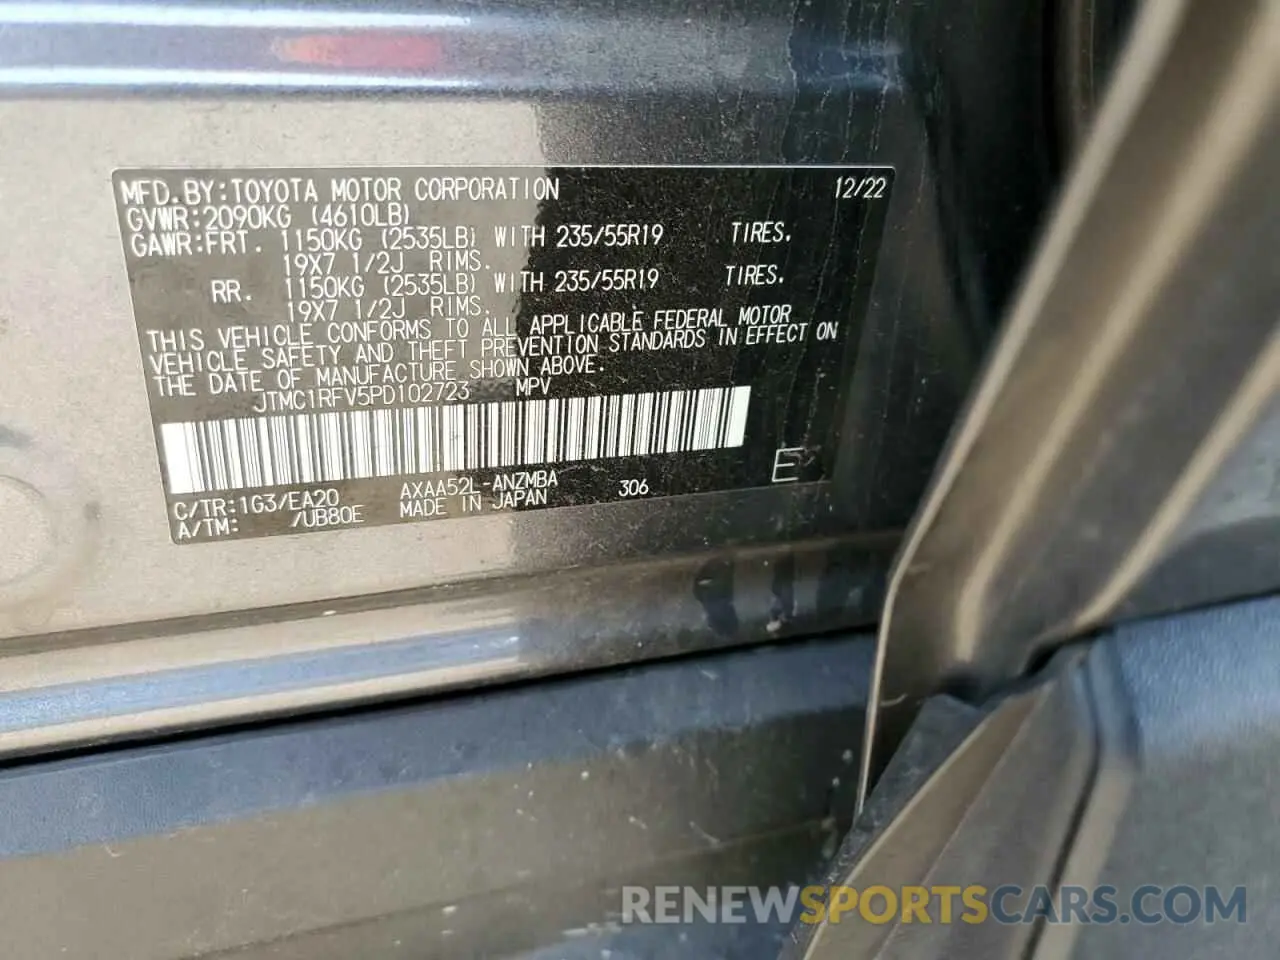 MFD.BY:TOYOTA MOTOR CORPORATION 12/22
GVWR:2090KG (4610LB)
GAWR:FRT. 1150KG (2535LB) WITH 235/55R19 TIRES.
19X7 1/2J RIMS.
RR. 1150KG (2535LB) WITH 235/55R19 TIRES.
19X7 1/2J RIMS.
THIS VEHICLE CONFORMS TO ALL APPLICABLE FEDERAL MOTOR
VEHICLE SAFETY AND THEFT PREVENTION STANDARDS IN EFFECT ON
THE DATE OF MANUFACTURE SHOWN ABOVE.
JTMC1RFV5PD102723 MPV
C/TR:1G3/EA20 AXAA52L-ANZMBA 306
A/TM: /UB80E MADE IN JAPAN
RENEWSPORTSCARS.COM